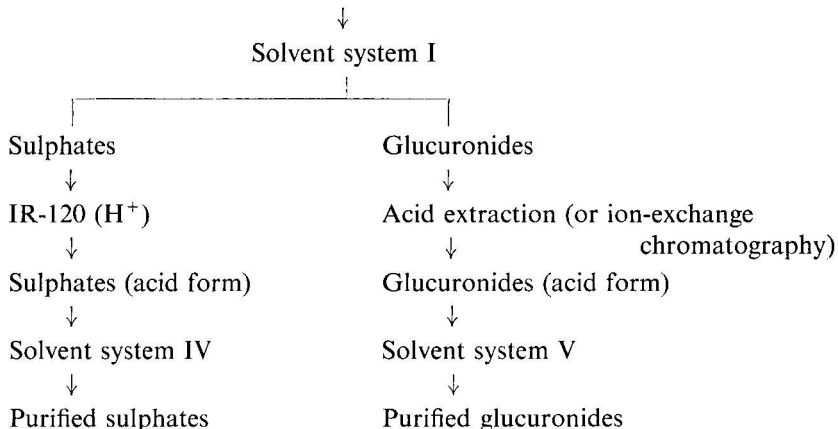 ↓
Solvent system I
Sulphates Glucuronides
↓ ↓
IR-120 (H⁺) Acid extraction (or ion-exchange
chromatography)
↓ ↓
Sulphates (acid form) Glucuronides (acid form)
↓ ↓
Solvent system IV Solvent system V
↓ ↓
Purified sulphates Purified glucuronides